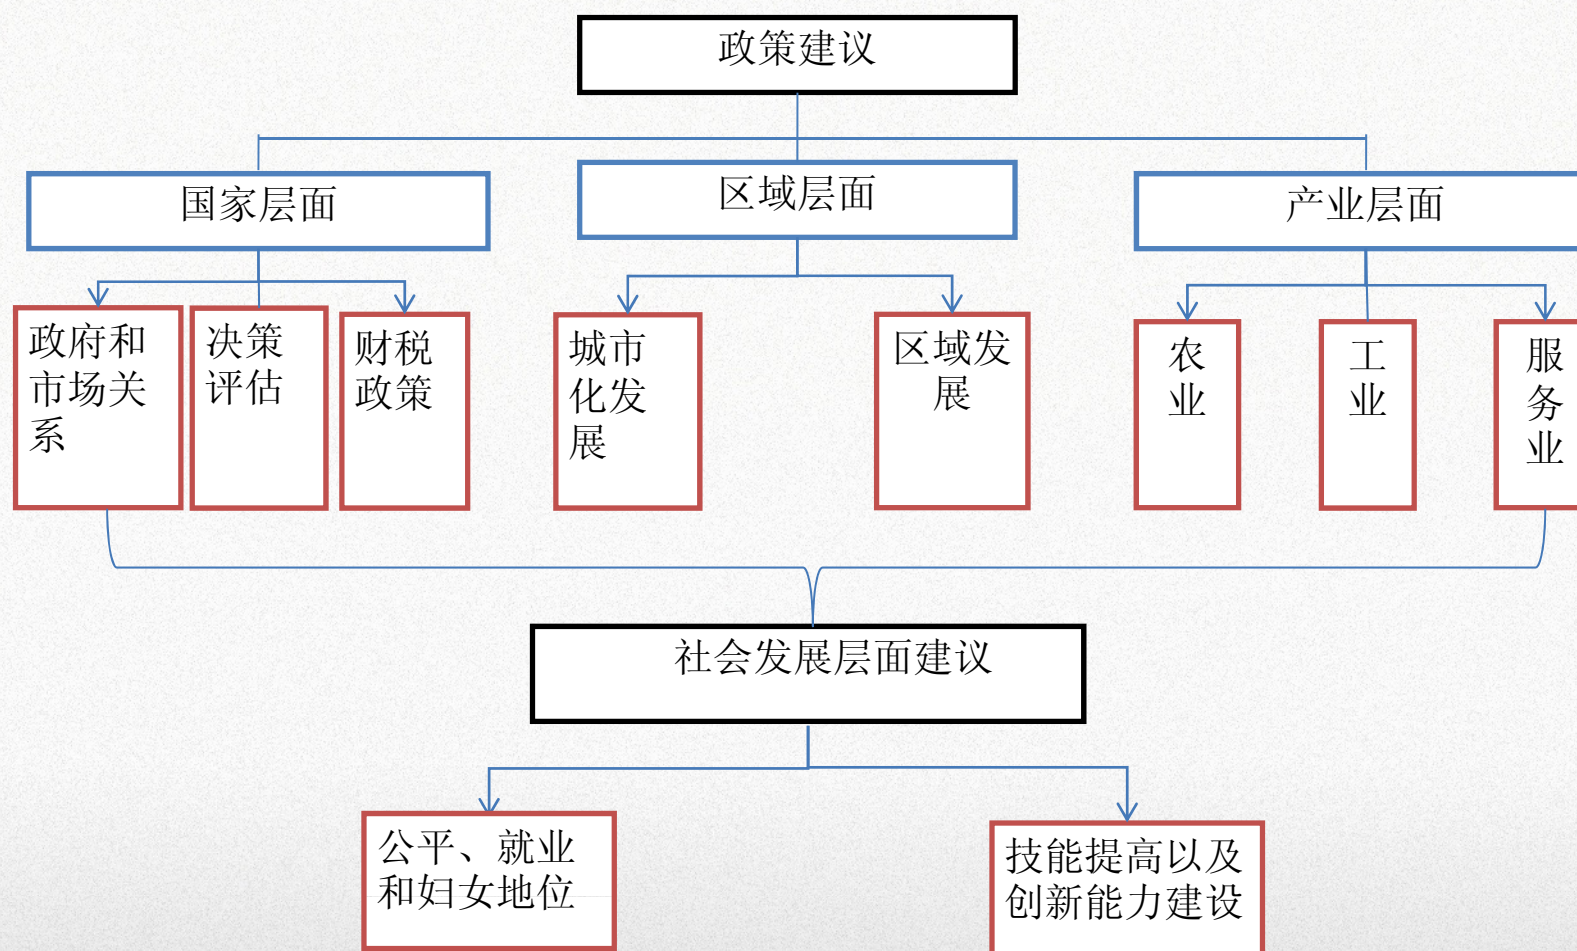 政策建议
国家层面
区域层面
产业层面
政府和
市场关
系
决策
评估
财税
政策
城市
化发
展
区域发
展
农
业
工
业
服
务
业
社会发展层面建议
公平、就业
和妇女地位
技能提高以及
创新能力建设